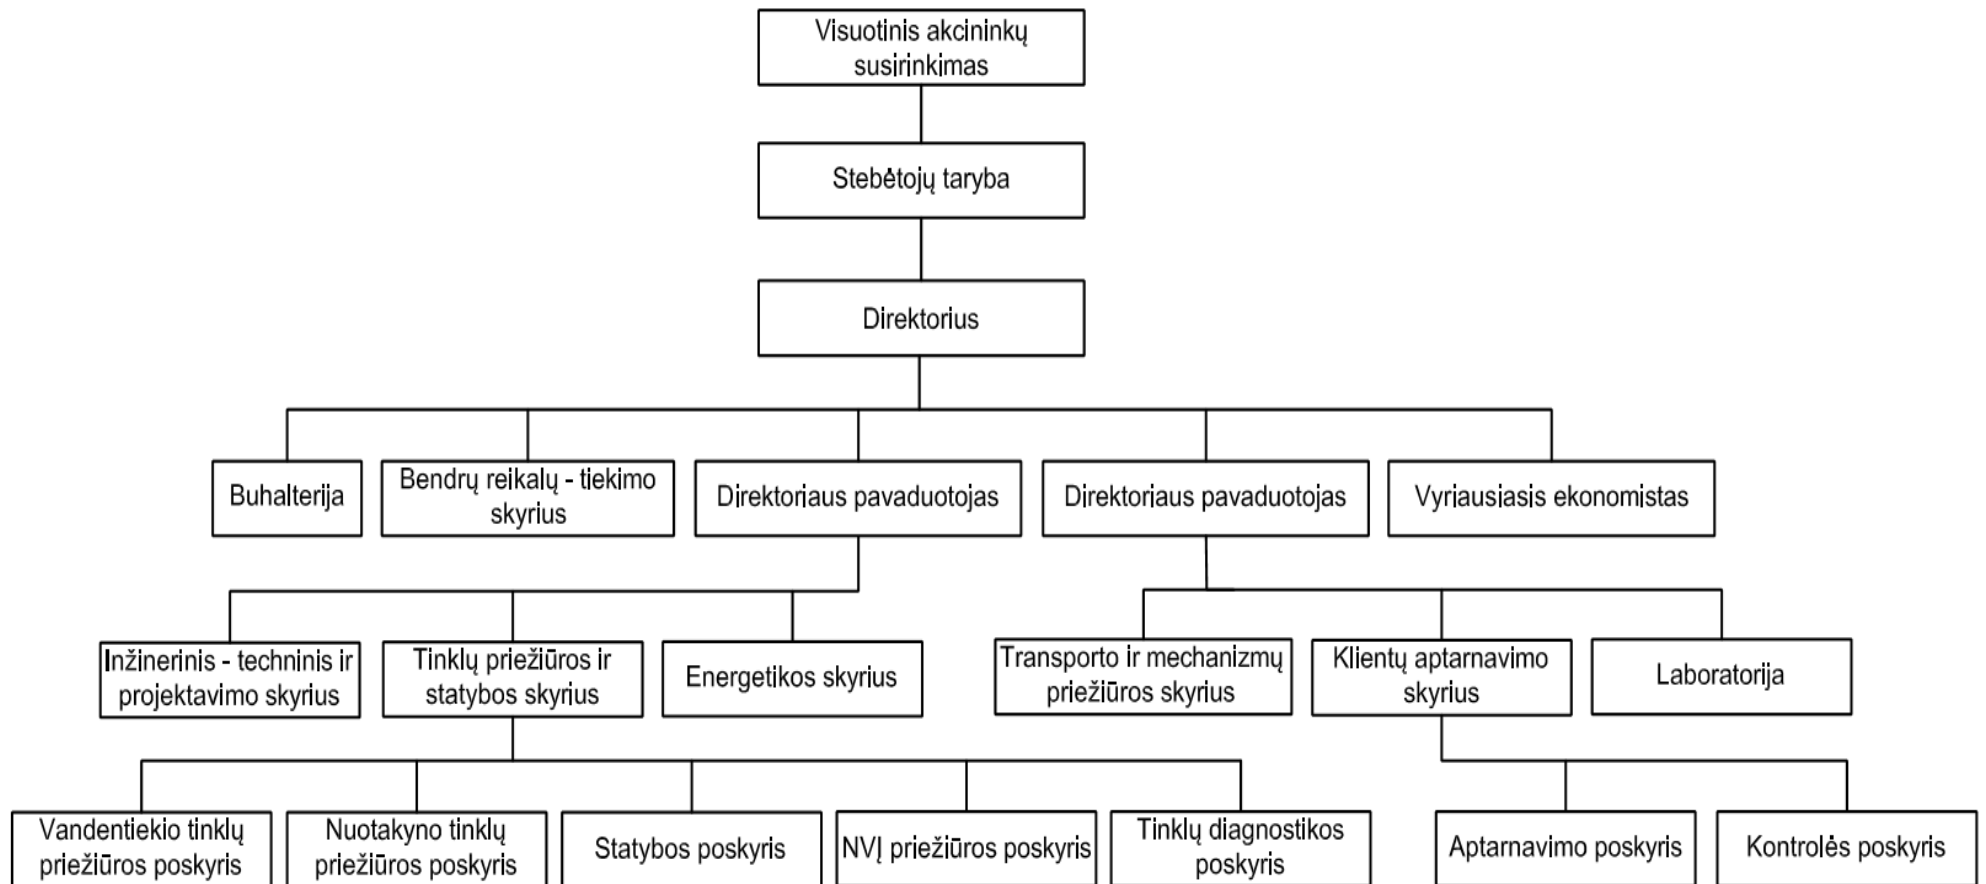 Visuotinis akcininkų
susirinkimas
Stebėtojų taryba
Direktorius
Buhalterija
Bendrų reikalų - tiekimo
skyrius
Direktoriaus pavaduotojas
Direktoriaus pavaduotojas
Vyriausiasis ekonomistas
Inžinerinis - techninis ir
projektavimo skyrius
Tinklų priežiūros ir
statybos skyrius
Energetikos skyrius
Transporto ir mechanizmų
priežiūros skyrius
Klientų aptarnavimo
skyrius
Laboratorija
Vandentiekio tinklų
priežiūros poskyris
Nuotakyno tinklų
priežiūros poskyris
Statybos poskyris
NVĮ priežiūros poskyris
Tinklų diagnostikos
poskyris
Aptarnavimo poskyris
Kontrolės poskyris